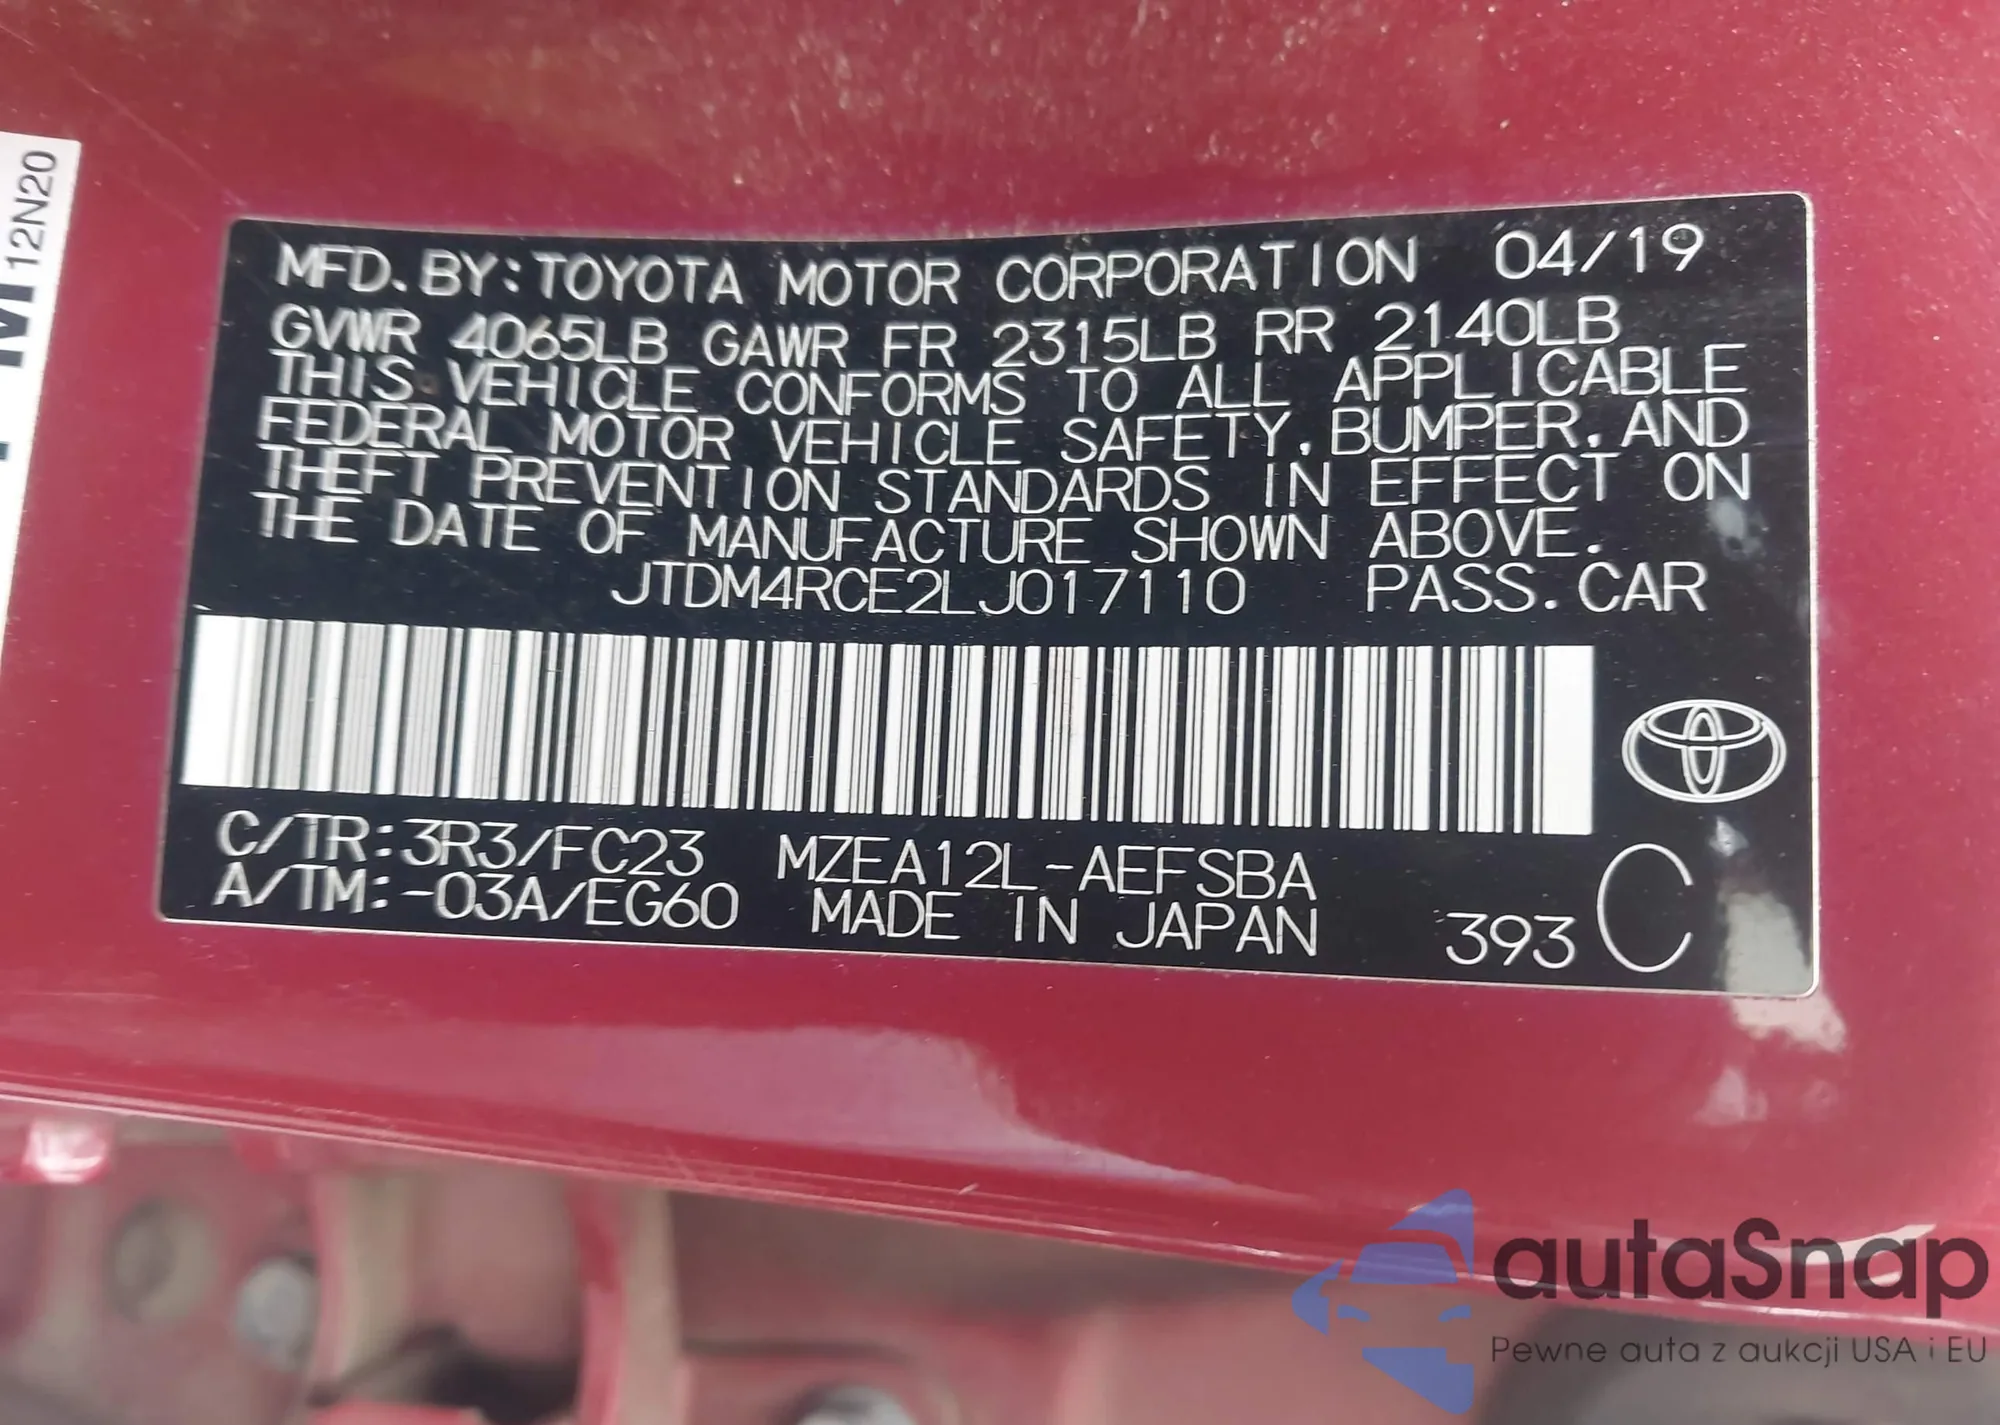 12N20
MFD.BY:TOYOTA MOTOR CORPORATION 04/19
GVWR 4065LB GAWR FR 2315LB RR 2140LB
THIS VEHICLE CONFORMS TO ALL APPLICABLE
FEDERAL MOTOR VEHICLE SAFETY,BUMPER,AND
THEFT PREVENTION STANDARDS IN EFFECT ON
THE DATE OF MANUFACTURE SHOWN ABOVE.
JTDM4RCE2LJ017110 PASS.CAR
C/TR:3R3/FC23 MZEA12L-AEFSBA
A/TM:-03A/EG60 MADE IN JAPAN 393 C
autaSnap
Pewne auta z aukcji USA i EU